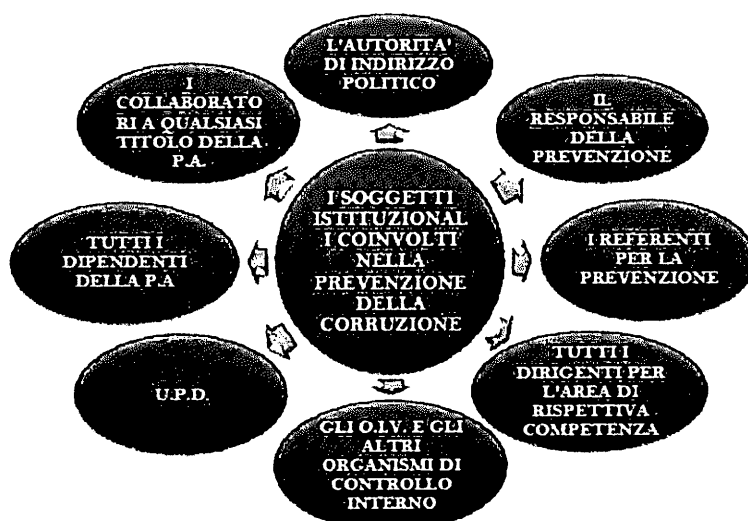 L'AUTORITA'
DI INDIRIZZO
POLITICO
IL
RESPONSABILE
DELLA
PREVENZIONE
I REFERENTI
PER LA
PREVENZIONE
TUTTI I
DIRIGENTI PER
L'AREA DI
RISPETTIVA
COMPETENZA
GLI O.I.V. E GLI
ALTRI
ORGANISMI DI
CONTROLLO
INTERNO
U.P.D.
TUTTI I
DIPENDENTI
DELLA P.A
I
COLLABORATO
RI A QUALSIASI
TITOLO DELLA
P.A.
I SOGGETTI
ISTITUZIONAL
I COINVOLTI
NELLA
PREVENZIONE
DELLA
CORRUZIONE